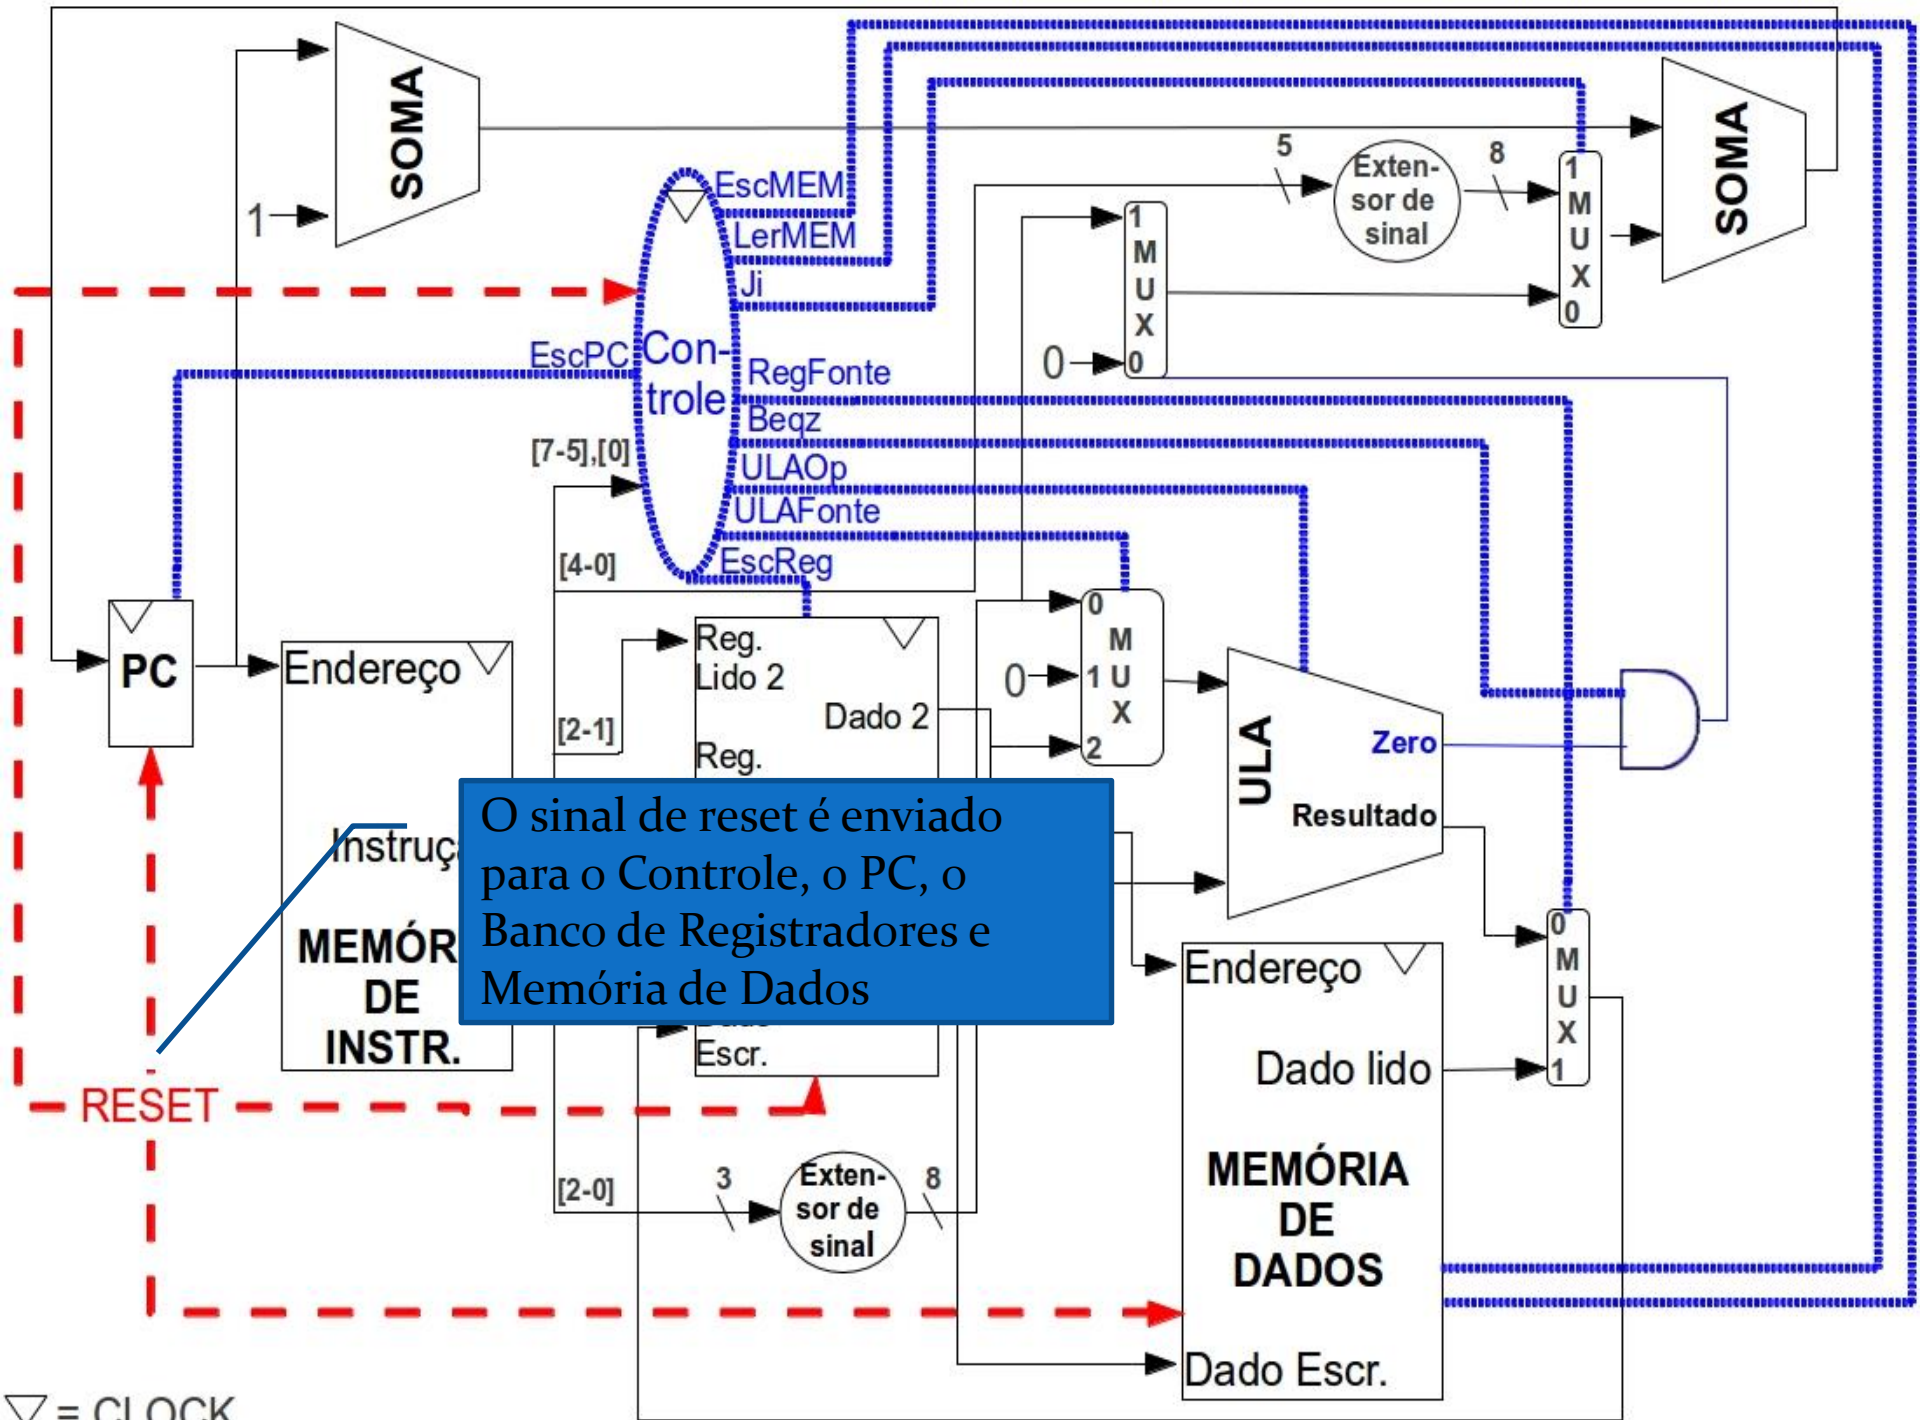 SOMA
1
EscMEM
LerMEM
Ji
EscPC
Con-
trole
RegFonte
Beqz
ULAOp
ULAFonte
EscReg
[7-5],[0]
[4-0]
[2-1]
[2-0]
5
Exten-
sor de
sinal
8
1
M
U
X
0
0
1
M
U
X
0
SOMA
PC
Endereço
MEMÓR
DE
INSTR.
Reg.
Lido 2
Dado 2
Reg.
Escr.
0
0
M
1 U
X
2
ULA
Zero
Resultado
O sinal de reset é enviado
para o Controle, o PC, o
Banco de Registradores e
Memória de Dados
0
M
U
X
1
Endereço
Dado lido
MEMÓRIA
DE
DADOS
Dado Escr.
RESET
3
Exten-
sor de
sinal
8
= CLOCK